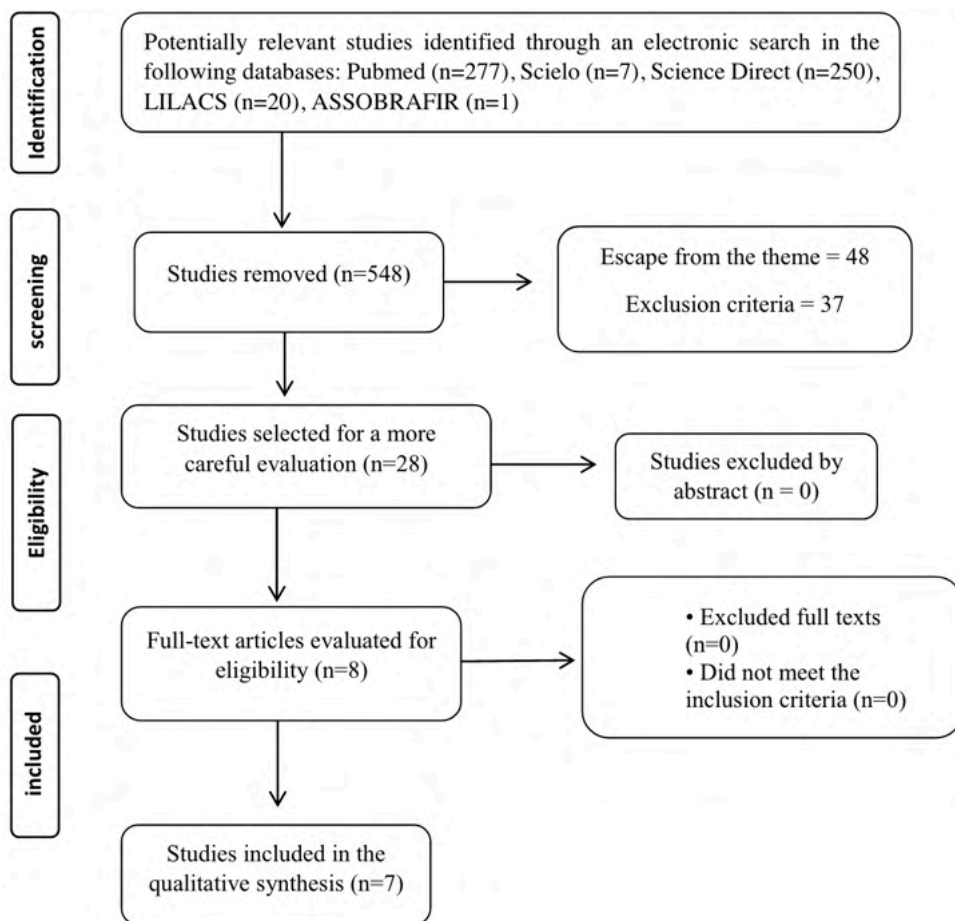 Identification
Potentially relevant studies identified through an electronic search in the
following databases: Pubmed (n=277), Scielo (n=7), Science Direct (n=250),
LILACS (n=20), ASSOBRAFIR (n=1)
screening
Studies removed (n=548)
Escape from the theme = 48
Exclusion criteria = 37
Eligibility
Studies selected for a more
careful evaluation (n=28)
Studies excluded by
abstract (n = 0)
Full-text articles evaluated for
eligibility (n=8)
• Excluded full texts
(n=0)
• Did not meet the
inclusion criteria (n=0)
included
Studies included in the
qualitative synthesis (n=7)